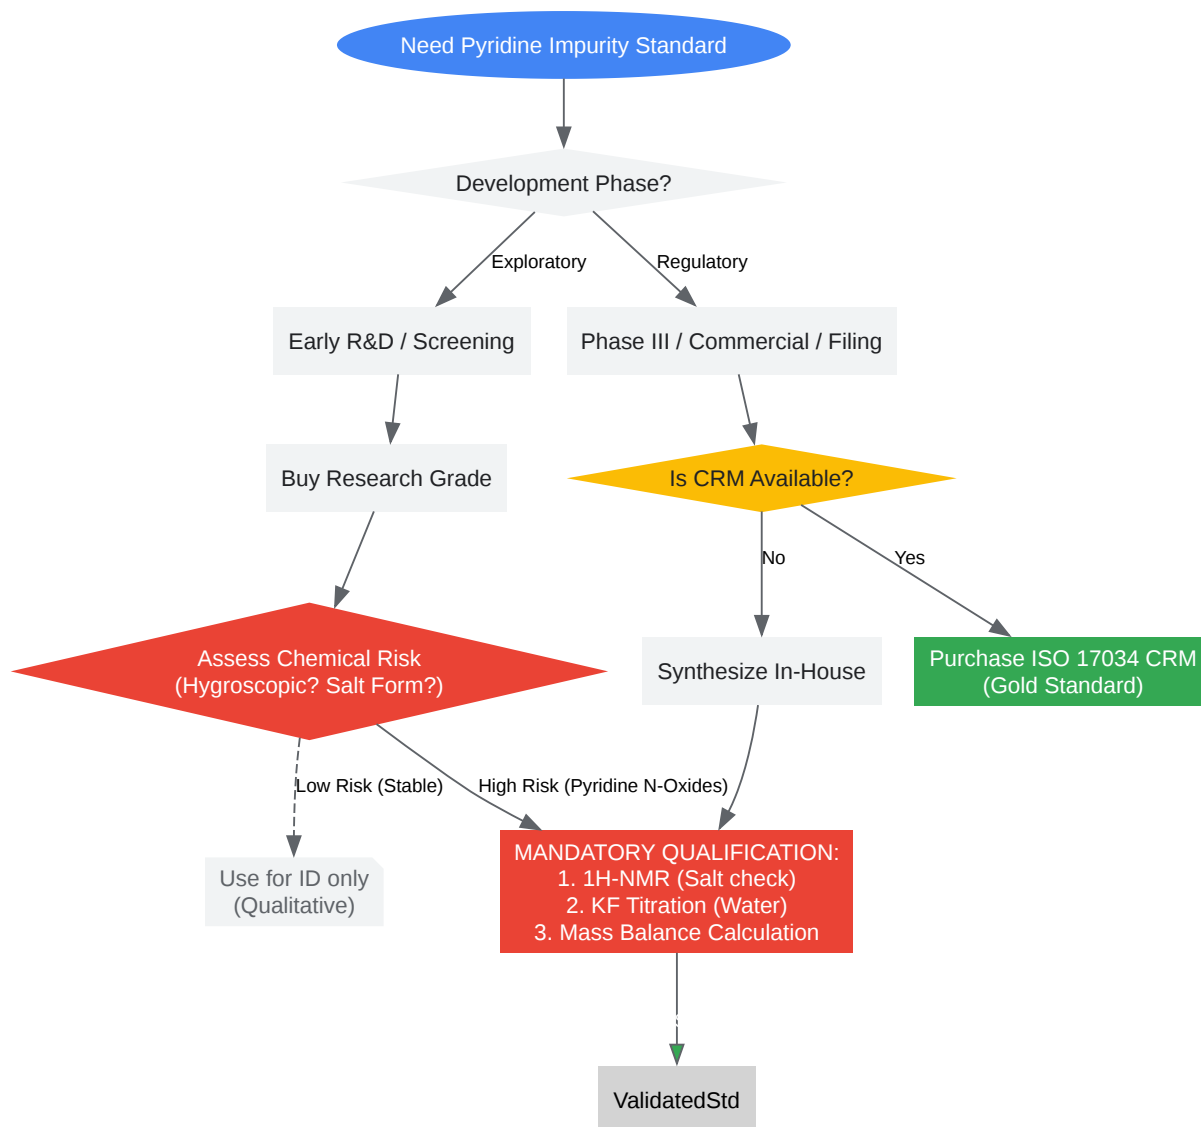 Need Pyridine Impurity Standard
Development Phase?
Exploratory
Regulatory
Early R&D / Screening
Phase III / Commercial / Filing
Buy Research Grade
Is CRM Available?
No
Yes
Assess Chemical Risk
(Hygroscopic? Salt Form?)
Synthesize In-House
Purchase ISO 17034 CRM
(Gold Standard)
Low Risk (Stable)
High Risk (Pyridine N-Oxides)
MANDATORY QUALIFICATION:
1. 1H-NMR (Salt check)
2. KF Titration (Water)
3. Mass Balance Calculation
Use for ID only
(Qualitative)
ValidatedStd